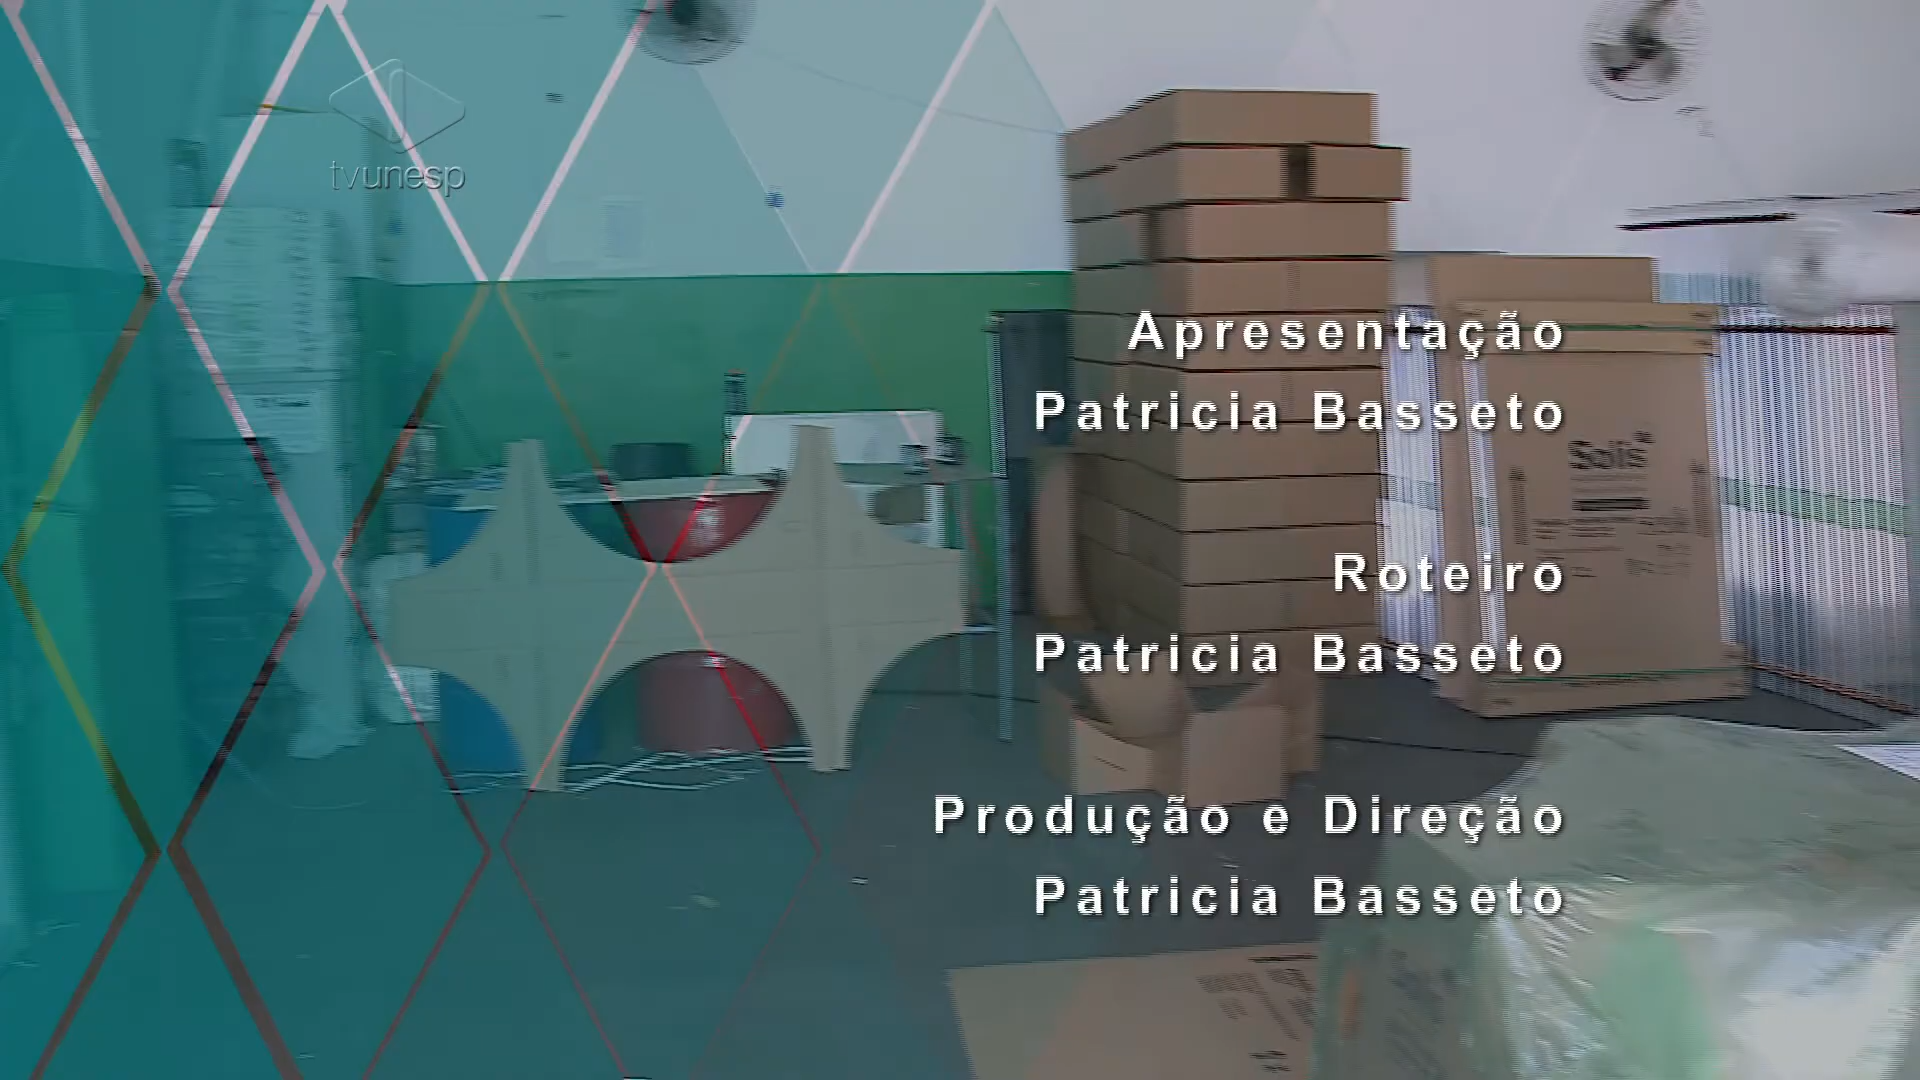 tvunesp
Apresentação
Patricia Basseto
Solis
Roteiro
Patricia Basseto
Produção e Direção
Patricia Basseto